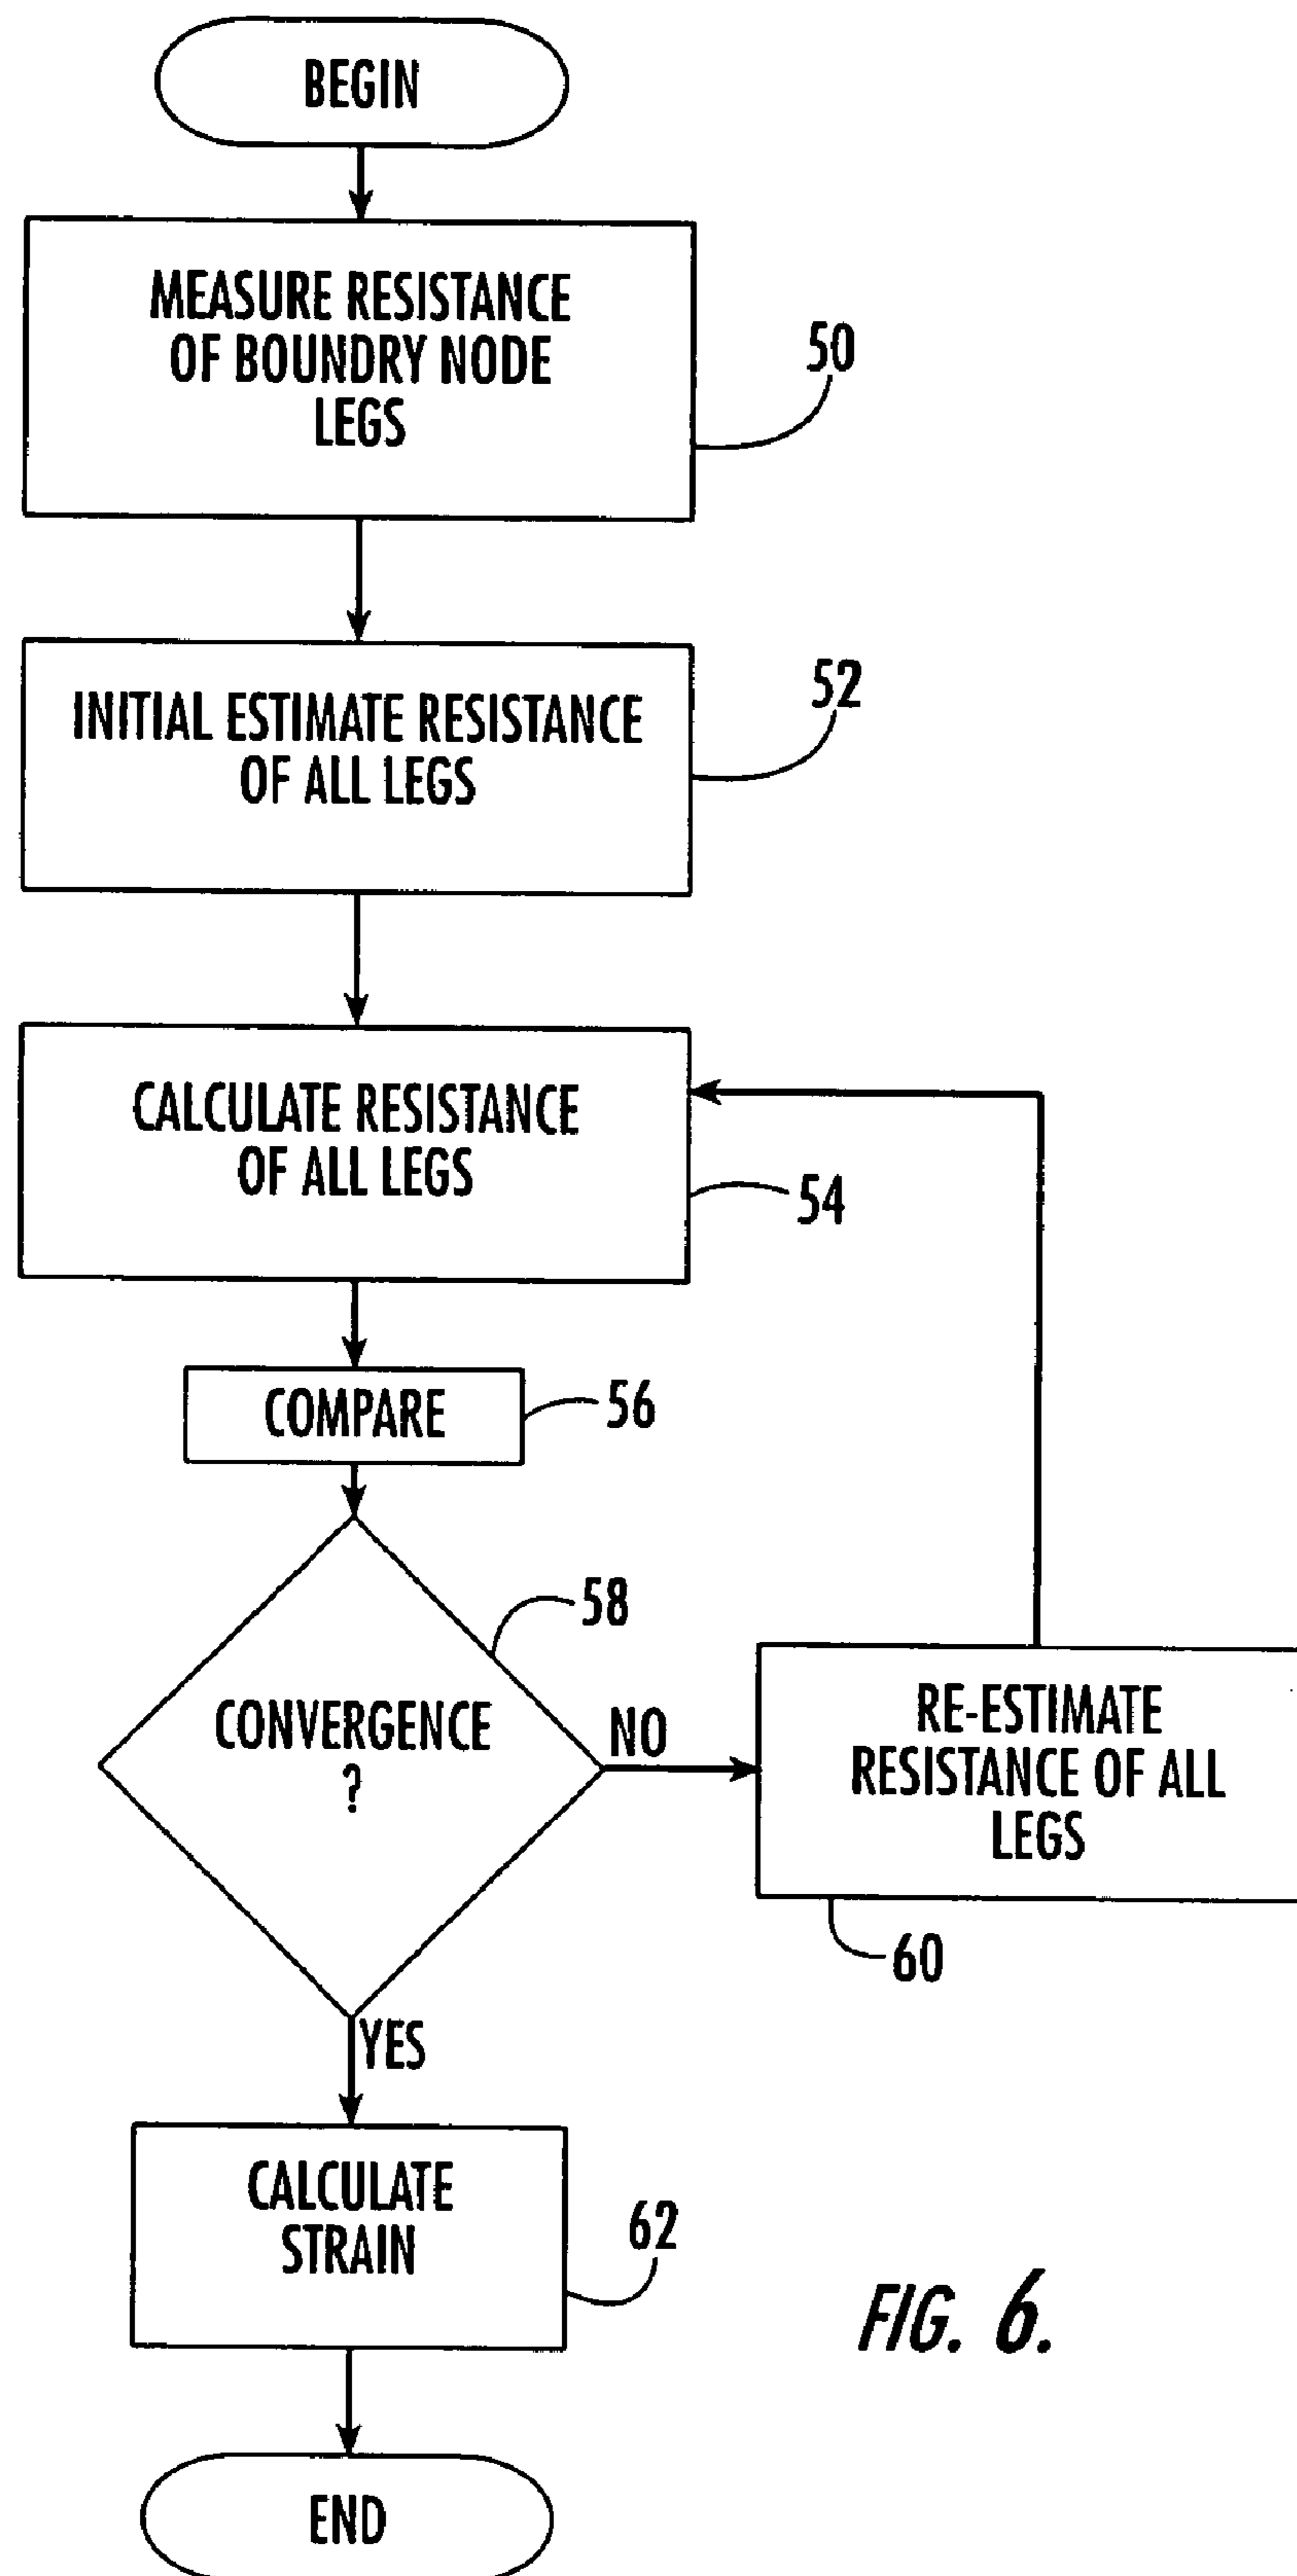 BEGIN
MEASURE RESISTANCE
OF BOUNDRY NODE
LEGS
50
INITIAL ESTIMATE RESISTANCE
OF ALL LEGS
52
CALCULATE RESISTANCE
OF ALL LEGS
54
COMPARE
56
CONVERGENCE
?
58
NO
RE-ESTIMATE
RESISTANCE OF ALL
LEGS
60
YES
CALCULATE
STRAIN
62
FIG. 6.
END